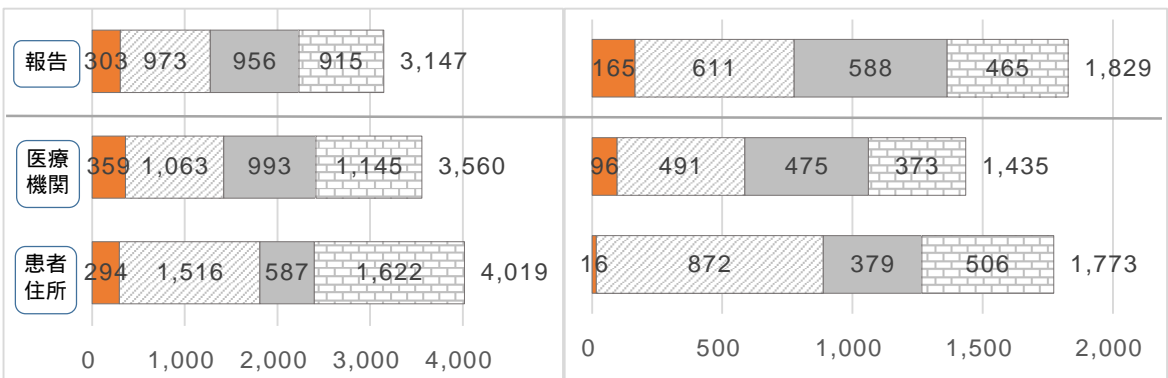 報告 303 973 956 915 3,147 165 611 588 465 1,829
医療
機関 359 1,063 993 1,145 3,560 96 491 475 373 1,435
患者
住所 294 1,516 587 1,622 4,019 16 872 379 506 1,773
0 1,000 2,000 3,000 4,000 0 500 1,000 1,500 2,000